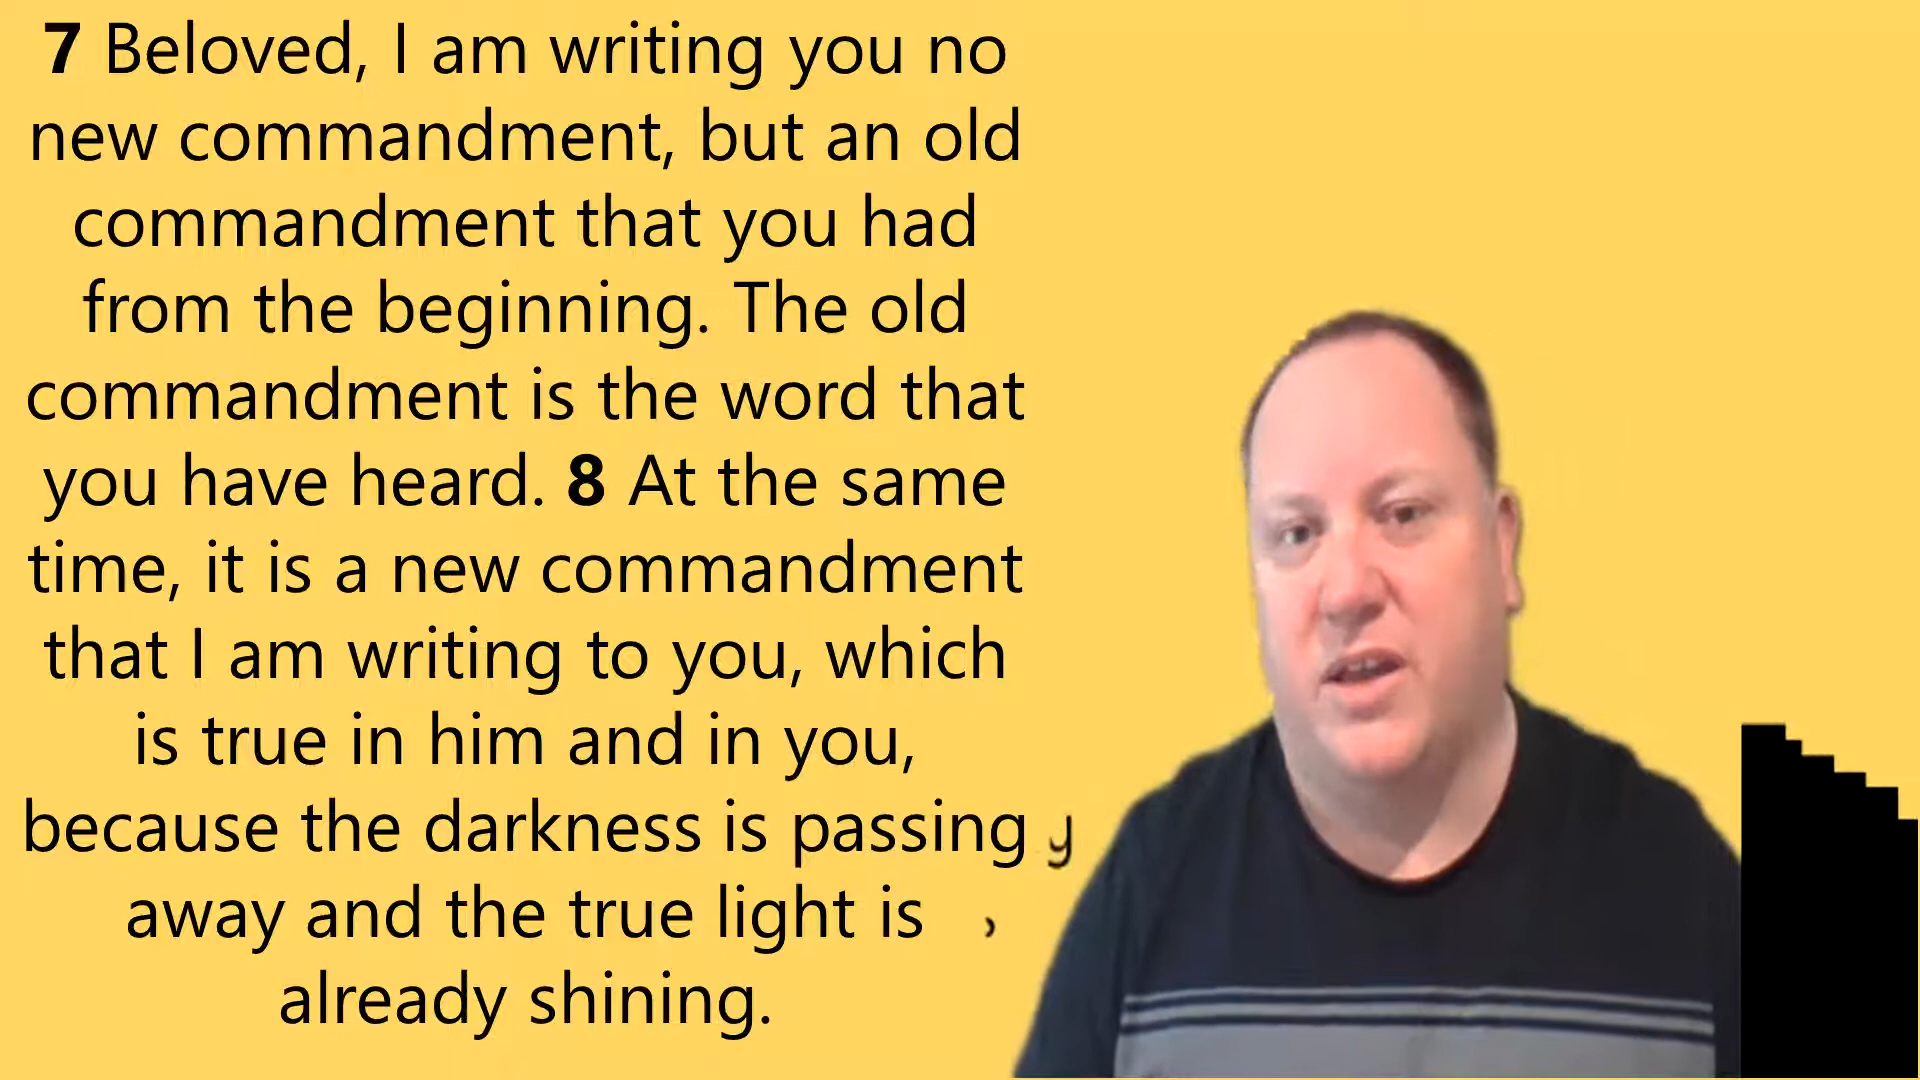 7 Beloved, I am writing you no
new commandment, but an old
commandment that you had
from the beginning. The old
commandment is the word that
you have heard. 8 At the same
time, it is a new commandment
that I am writing to you, which
is true in him and in you,
because the darkness is passing y
away and the true light is ,
already shining.